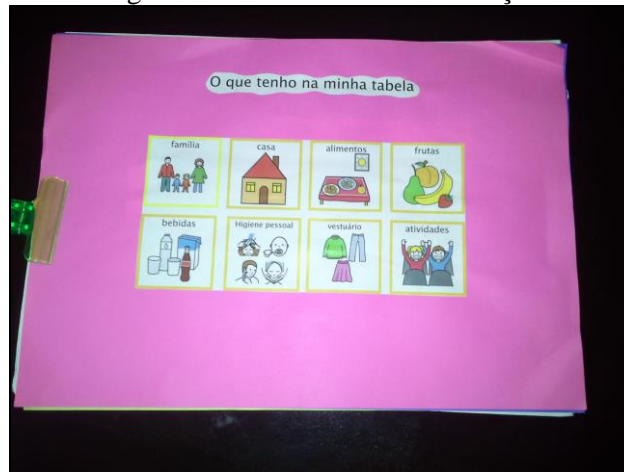 O que tenho na minha tabela
família casa alimentos frutas
bebidas Higiene pessoal vestuário atividades